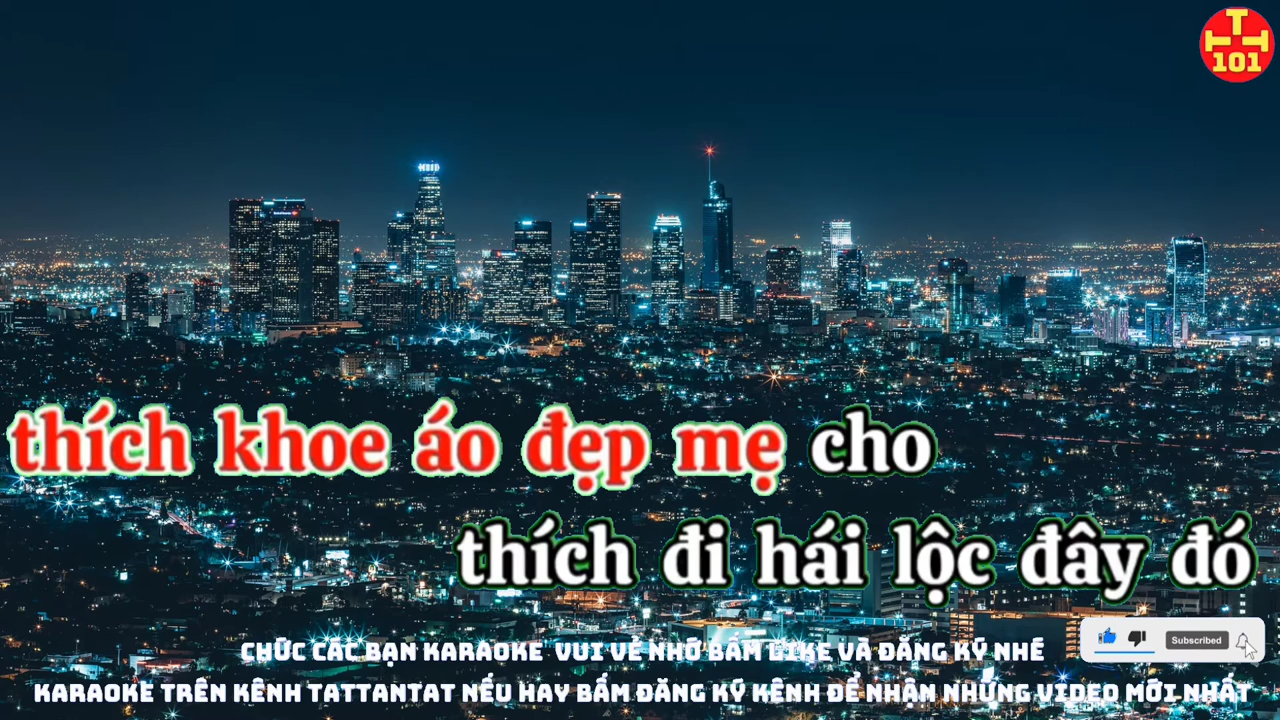 T
TT
101
thích khoe áo đẹp mẹ cho
thích đi hái lộc đây đó
Subscribed
CHỨC CÁC BẠN KARAOKE VUI VẺ NHỚ BẤM LIKE VÀ ĐĂNG KÝ NHÉ
KARAOKE TRÊN KÊNH TATTANTAT NẾU HAY BẤM ĐĂNG KÝ KÊNH ĐỂ NHẬN NHỮNG VIDEO MỚI NHẤT